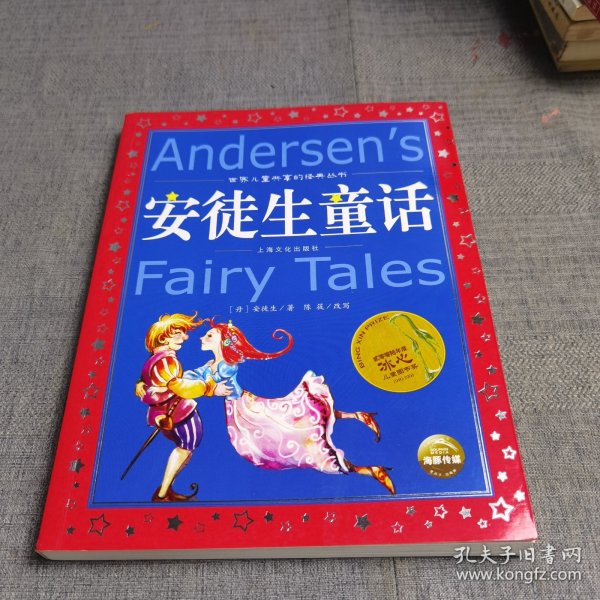 Andersen's
世界儿童共享的经典丛书
安徒生童话
上海文化出版社
Fairy Tales
[丹] 安徒生/著 陈薇/改写
BING XIN PRIZE
冰心
儿童图书奖
海豚传媒
孔夫子旧书网
www.kongfz.com